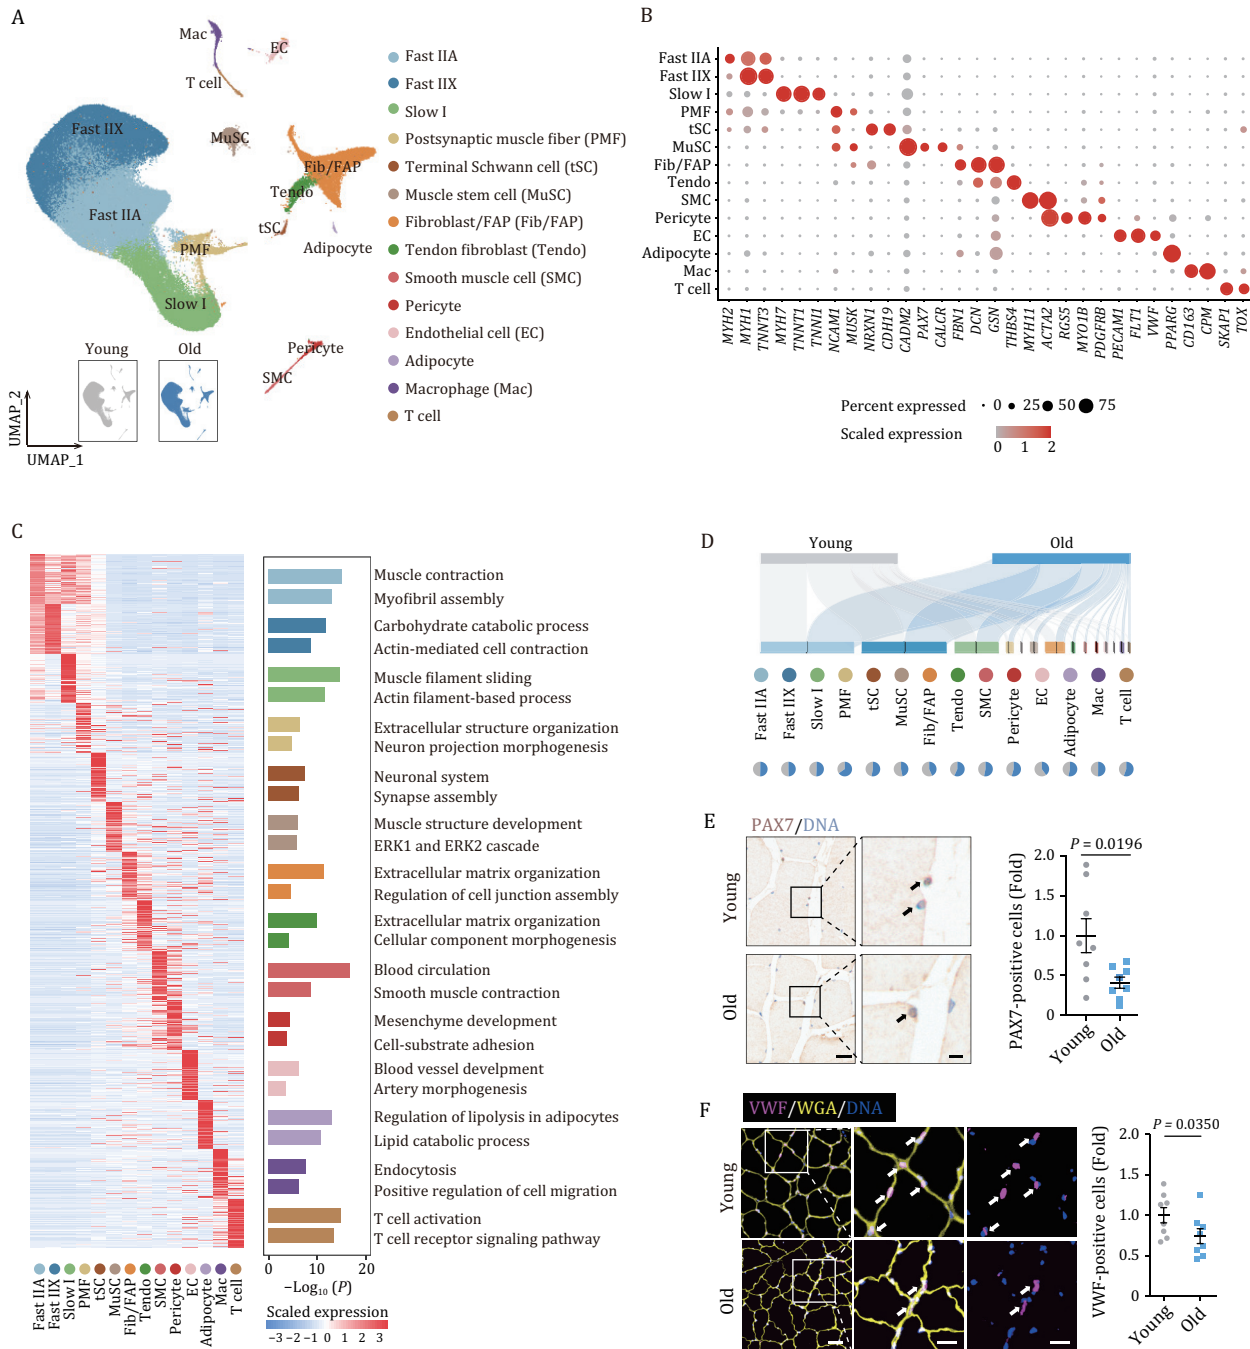 A
Mac
EC
T cell
Fast IIX
MuSC
Fib/FAP
Tendo
Fast IIA
tSC
Adipocyte
PMF
Slow I
Pericyte
SMC
Young
Old
UMAP_2
UMAP_1
Fast IIA
Fast IIX
Slow I
Postsynaptic muscle fiber (PMF)
Terminal Schwann cell (tSC)
Muscle stem cell (MuSC)
Fibroblast/FAP (Fib/FAP)
Tendon fibroblast (Tendo)
Smooth muscle cell (SMC)
Pericyte
Endothelial cell (EC)
Adipocyte
Macrophage (Mac)
T cell
B
Fast IIA
Fast IIX
Slow I
PMF
tSC
MuSC
Fib/FAP
Tendo
SMC
Pericyte
EC
Adipocyte
Mac
T cell
MYH2
MYH1
TNNT3
MYH7
TNNT1
TNNI1
NCAM1
MUSK
NRXN1
CDH19
CADM2
PAX7
CALCR
FBN1
DCN
GSN
THBS4
MYH11
ACTA2
RGS5
MYO1B
PDGFRB
PECAM1
FLT1
VWF
PPARG
CD163
CPM
SKAP1
TOX
Percent expressed 0 25 50 75
Scaled expression
0 1 2
C
Muscle contraction
Myofibril assembly
Carbohydrate catabolic process
Actin-mediated cell contraction
Muscle filament sliding
Actin filament-based process
Extracellular structure organization
Neuron projection morphogenesis
Neuronal system
Synapse assembly
Muscle structure development
ERK1 and ERK2 cascade
Extracellular matrix organization
Regulation of cell junction assembly
Extracellular matrix organization
Cellular component morphogenesis
Blood circulation
Smooth muscle contraction
Mesenchyme development
Cell-substrate adhesion
Blood vessel develpment
Artery morphogenesis
Regulation of lipolysis in adipocytes
Lipid catabolic process
Endocytosis
Positive regulation of cell migration
T cell activation
T cell receptor signaling pathway
0 10 20
−Log₁₀ (P)
Scaled expression
−3 −2 −1 0 1 2 3
Fast IIA
Fast IIX
Slow I
PMF
tSC
MuSC
Fib/FAP
Tendo
SMC
Pericyte
EC
Adipocyte
Mac
T cell
D
Young
Old
Fast IIA
Fast IIX
Slow I
PMF
tSC
MuSC
Fib/FAP
Tendo
SMC
Pericyte
EC
Adipocyte
Mac
T cell
E
PAX7/DNA
Young
Old
P = 0.0196
PAX7-positive cells (Fold)
2.0
1.5
1.0
0.5
0
Young
Old
F
VWF/WGA/DNA
Young
Old
P = 0.0350
VWF-positive cells (Fold)
2.0
1.5
1.0
0.5
0
Young
Old